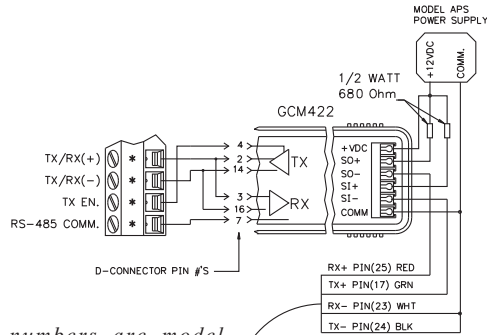 MODEL APS
POWER SUPPLY
+12VDC
COMM.
1/2 WATT
680 Ohm
GCM422
TX/RX(+)
*
4
+VDC
TX/RX(-)
*
2
TX
SO+
14
SO-
TX EN.
*
3
SI+
RX
SI-
16
RS-485 COMM.
*
7
COMM
D-CONNECTOR PIN #'S
RX+ PIN(25) RED
TX+ PIN(17) GRN
RX- PIN(23) WHT
TX- PIN(24) BLK
numbers are model